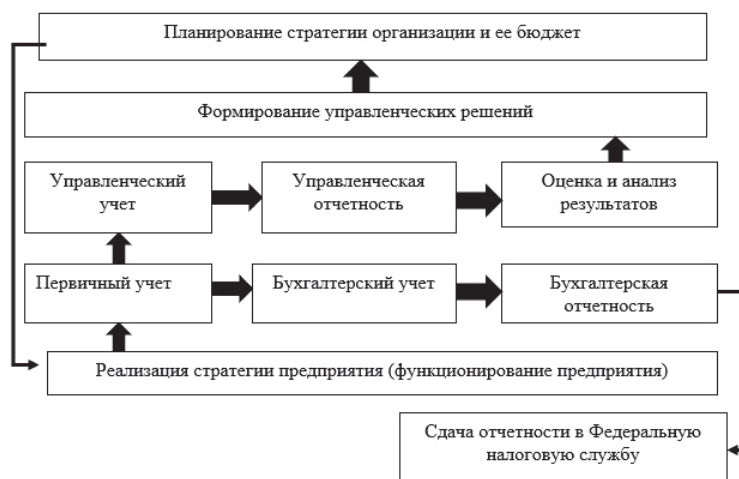 Планирование стратегии организации и ее бюджет
Формирование управленческих решений
Управленческий
учет
Управленческая
отчетность
Оценка и анализ
результатов
Первичный учет
Бухгалтерский учет
Бухгалтерская
отчетность
Реализация стратегии предприятия (функционирование предприятия)
Сдача отчетности в Федеральную
налоговую службу